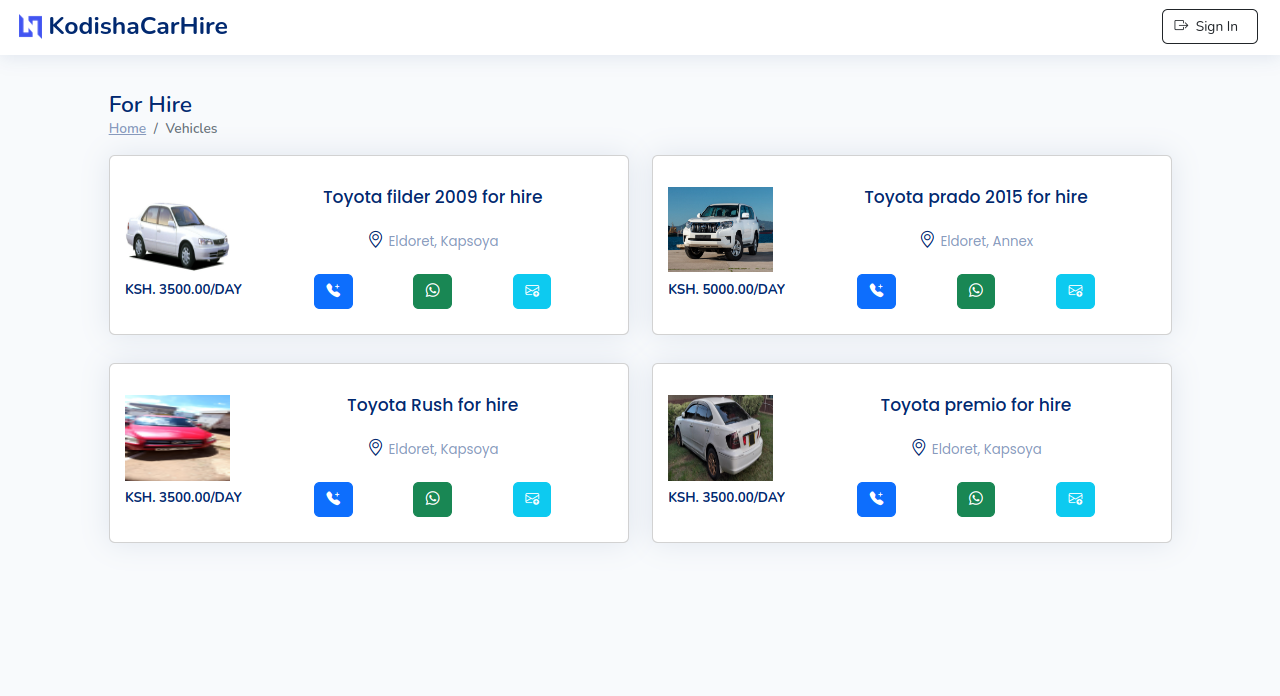 KodishaCarHire
Sign In
For Hire
Home / Vehicles
Toyota filder 2009 for hire
Eldoret, Kapsoya
KSH. 3500.00/DAY
Toyota prado 2015 for hire
Eldoret, Annex
KSH. 5000.00/DAY
Toyota Rush for hire
Eldoret, Kapsoya
KSH. 3500.00/DAY
Toyota premio for hire
Eldoret, Kapsoya
KSH. 3500.00/DAY